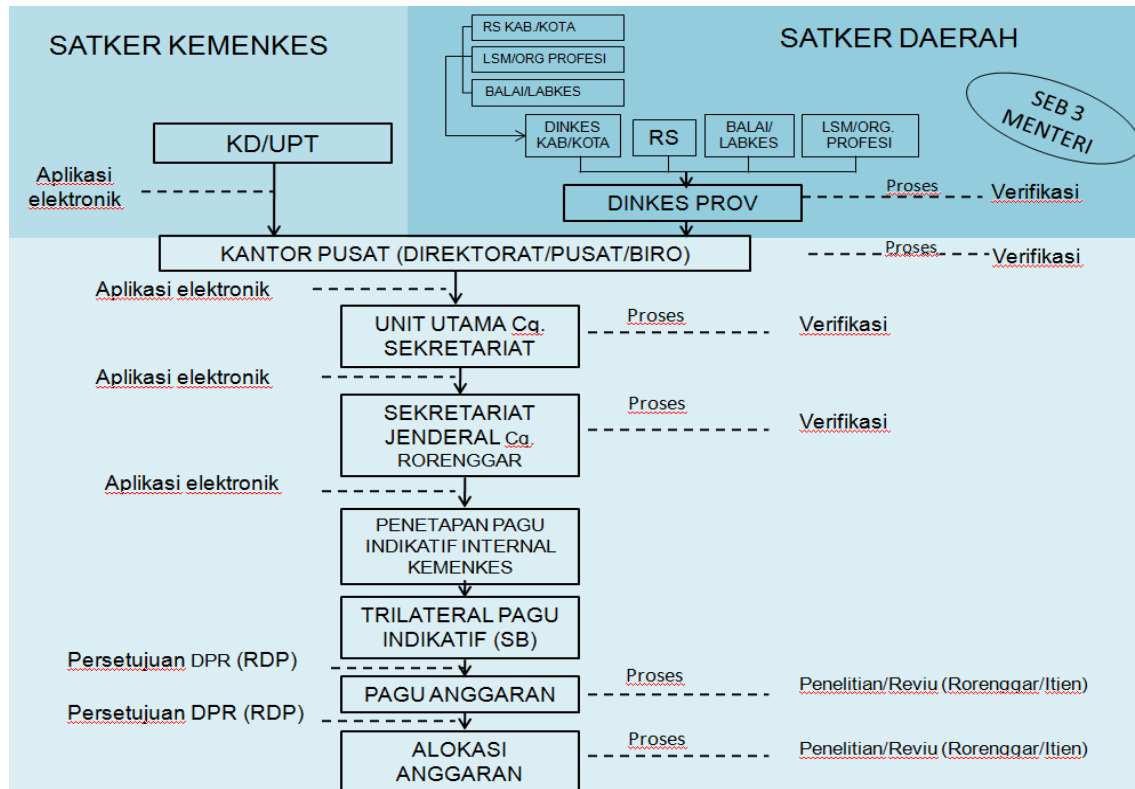 SATKER KEMENKES
SATKER DAERAH
RS KAB./KOTA
LSM/ORG PROFESI
BALAI/LABKES
SEB 3
MENTERI
KD/UPT
DINKES
KAB/KOTA
RS
BALAI/
LABKES
LSM/ORG.
PROFESI
Aplikasi
elektronik
DINKES PROV
Proses
Verifikasi
KANTOR PUSAT (DIREKTORAT/PUSAT/BIRO)
Proses
Verifikasi
Aplikasi elektronik
UNIT UTAMA Cq.
SEKRETARIAT
Proses
Verifikasi
Aplikasi elektronik
SEKRETARIAT
JENDERAL Cq.
RORENGGAR
Proses
Verifikasi
Aplikasi elektronik
PENETAPAN PAGU
INDIKATIF INTERNAL
KEMENKES
TRILATERAL PAGU
INDIKATIF (SB)
Persetujuan DPR (RDP)
PAGU ANGGARAN
Proses
Penelitian/Reviu (Rorenggar/Itjen)
Persetujuan DPR (RDP)
ALOKASI
ANGGARAN
Proses
Penelitian/Reviu (Rorenggar/Itjen)